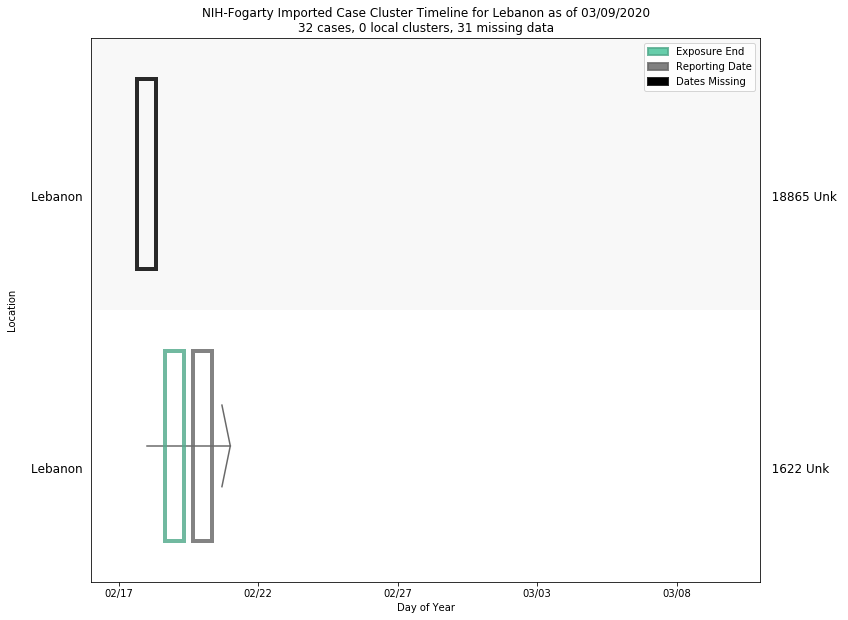 NIH-Fogarty Imported Case Cluster Timeline for Lebanon as of 03/09/2020
32 cases, 0 local clusters, 31 missing data
Exposure End
Reporting Date
Dates Missing
Lebanon
18865 Unk
Location
Lebanon
1622 Unk
02/17
02/22
02/27
03/03
03/08
Day of Year